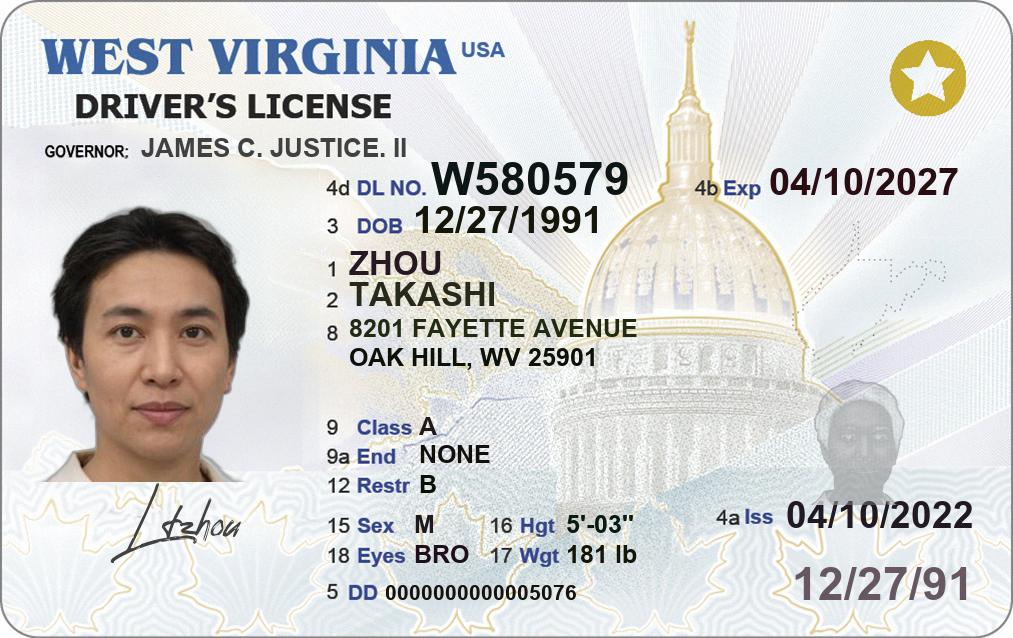 WEST VIRGINIA USA
DRIVER'S LICENSE
GOVERNOR: JAMES C. JUSTICE. II
4d DL NO. W580579 4b Exp 04/10/2027
3 DOB 12/27/1991
1 ZHOU
2 TAKASHI
8 8201 FAYETTE AVENUE
OAK HILL, WV 25901
9 Class A
9a End NONE
12 Restr B
15 Sex M 16 Hgt 5'-03" 4a Iss 04/10/2022
18 Eyes BRO 17 Wgt 181 lb
5 DD 0000000000005076 12/27/91